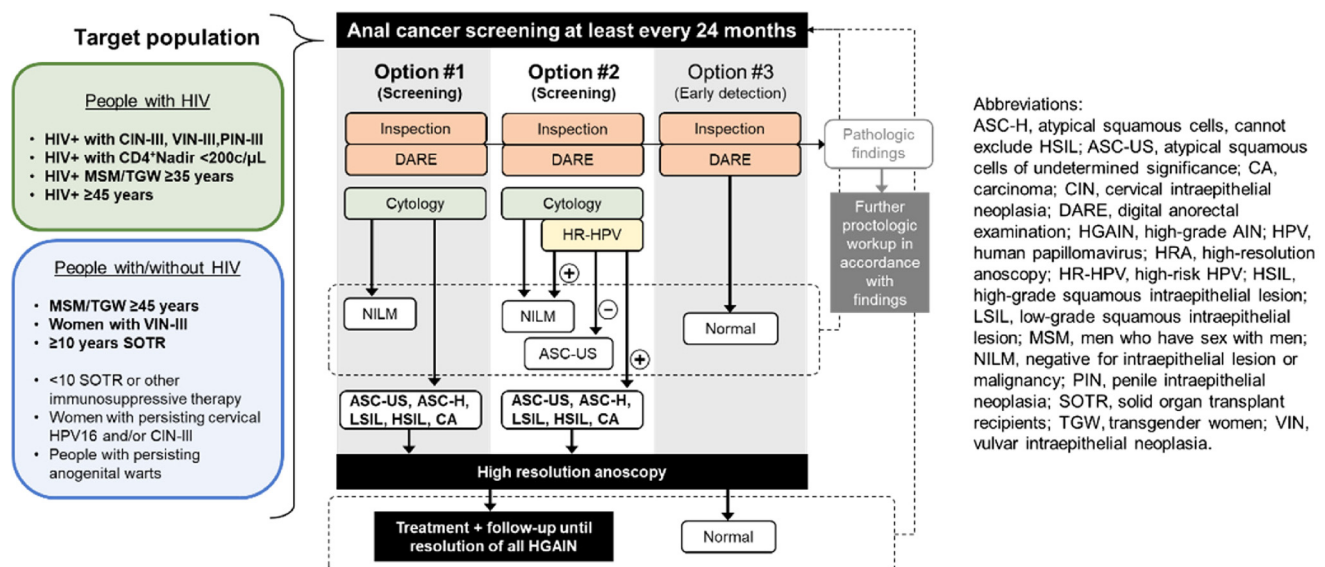 Target population
People with HIV
• HIV+ with CIN-III, VIN-III,PIN-III
• HIV+ with CD4⁺Nadir <200c/µL
• HIV+ MSM/TGW ≥35 years
• HIV+ ≥45 years
People with/without HIV
• MSM/TGW ≥45 years
• Women with VIN-III
• ≥10 years SOTR
• <10 SOTR or other
immunosuppressive therapy
• Women with persisting cervical
HPV16 and/or CIN-III
• People with persisting
anogenital warts
Anal cancer screening at least every 24 months
Option #1
(Screening)
Inspection
DARE
Cytology
NILM
ASC-US, ASC-H,
LSIL, HSIL, CA
Option #2
(Screening)
Inspection
DARE
Cytology
HR-HPV
+
−
+
NILM
ASC-US
ASC-US, ASC-H,
LSIL, HSIL, CA
Option #3
(Early detection)
Inspection
DARE
Normal
Pathologic
findings
Further
proctologic
workup in
accordance
with
findings
High resolution anoscopy
Treatment + follow-up until
resolution of all HGAIN
Normal
Abbreviations:
ASC-H, atypical squamous cells, cannot
exclude HSIL; ASC-US, atypical squamous
cells of undetermined significance; CA,
carcinoma; CIN, cervical intraepithelial
neoplasia; DARE, digital anorectal
examination; HGAIN, high-grade AIN; HPV,
human papillomavirus; HRA, high-resolution
anoscopy; HR-HPV, high-risk HPV; HSIL,
high-grade squamous intraepithelial lesion;
LSIL, low-grade squamous intraepithelial
lesion; MSM, men who have sex with men;
NILM, negative for intraepithelial lesion or
malignancy; PIN, penile intraepithelial
neoplasia; SOTR, solid organ transplant
recipients; TGW, transgender women; VIN,
vulvar intraepithelial neoplasia.